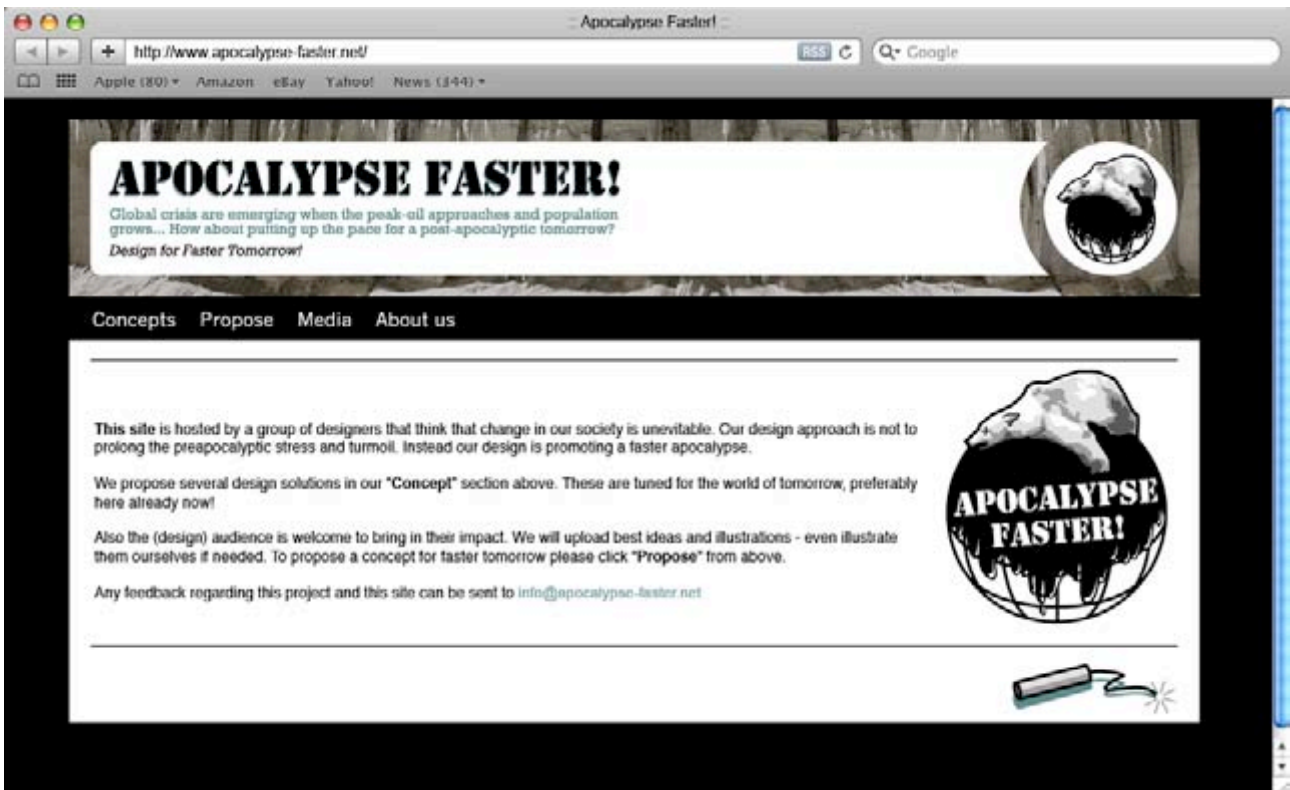 :: Apocalypse Faster! ::
http://www.apocalypse-faster.net/
RSS
Google
Apple (80) Amazon eBay Yahoo! News (344)
APOCALYPSE FASTER!
Global crisis are emerging when the peak-oil approaches and population
grows... How about putting up the pace for a post-apocalyptic tomorrow?
Design for Faster Tomorrow!
Concepts Propose Media About us
This site is hosted by a group of designers that think that change in our society is unevitable. Our design approach is not to
prolong the preapocalyptic stress and turmoil. Instead our design is promoting a faster apocalypse.
We propose several design solutions in our "Concept" section above. These are tuned for the world of tomorrow, preferably
here already now!
Also the (design) audience is welcome to bring in their impact. We will upload best ideas and illustrations - even illustrate
them ourselves if needed. To propose a concept for faster tomorrow please click "Propose" from above.
Any feedback regarding this project and this site can be sent to info@apocalypse-faster.net
APOCALYPSE
FASTER!